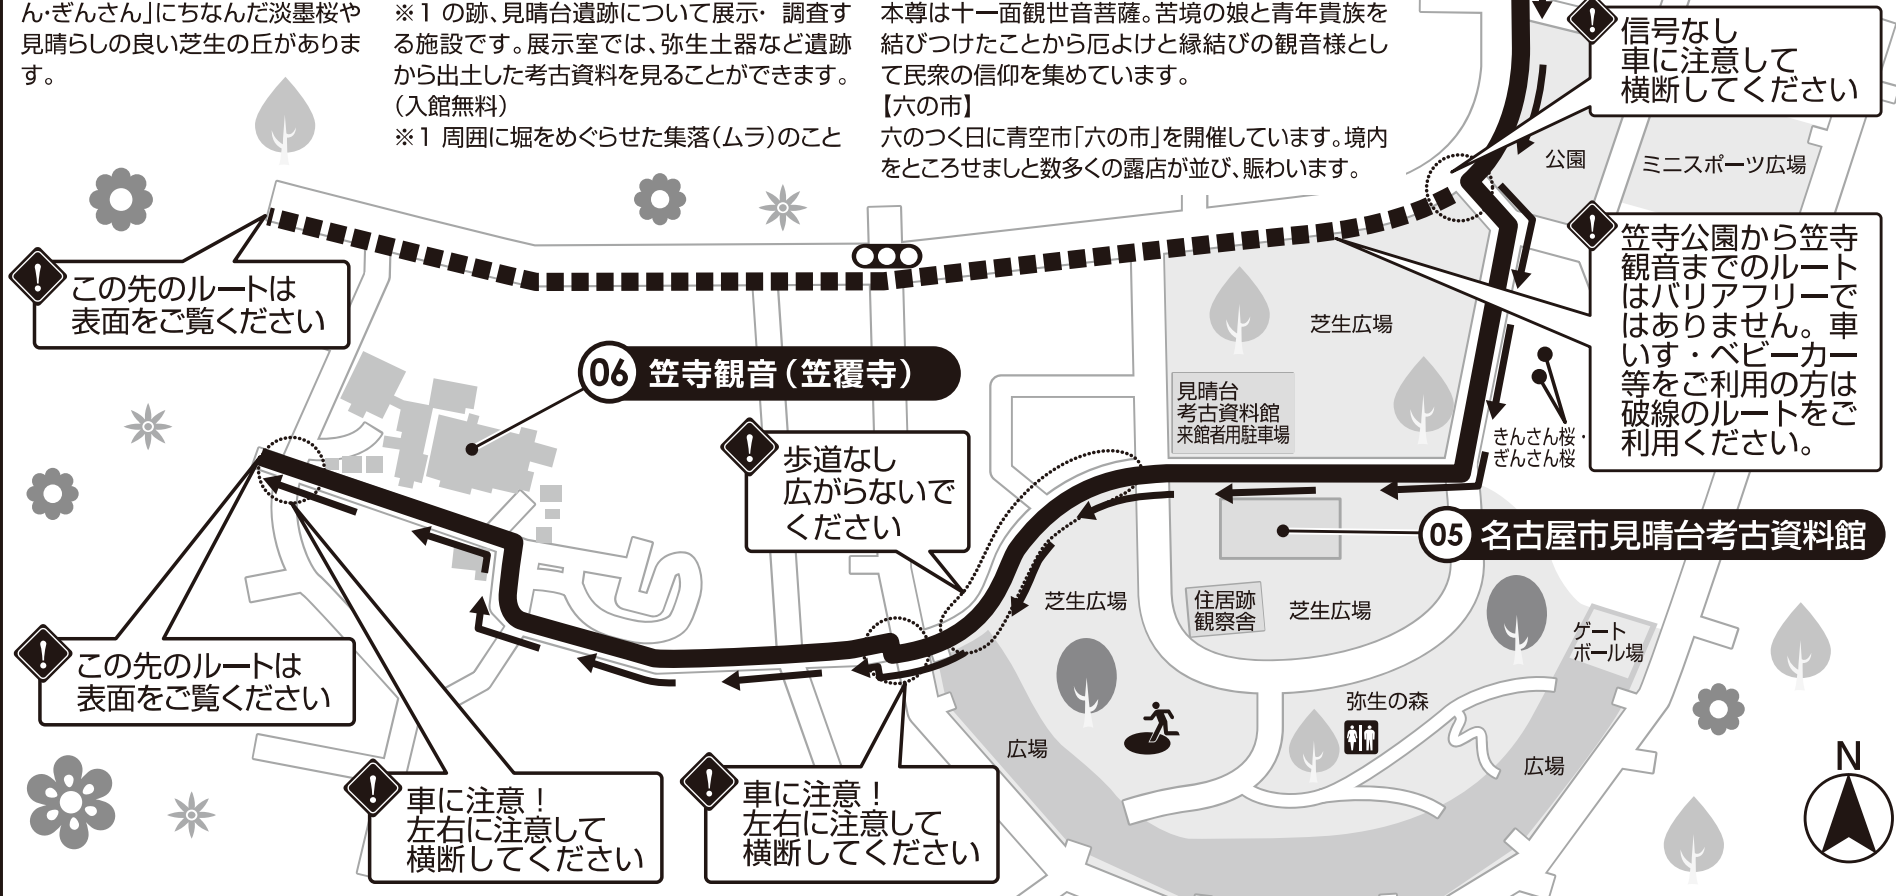 ん・ぎんさん」にちなんだ淡墨桜や
見晴らしの良い芝生の丘がありま
す。
※1 の跡、見晴台遺跡について展示・ 調査す
る施設です。展示室では、弥生土器など遺跡
から出土した考古資料を見ることができます。
（入館無料）
※1 周囲に堀をめぐらせた集落（ムラ）のこと
本尊は十一面観世音菩薩。苦境の娘と青年貴族を
結びつけたことから厄よけと縁結びの観音様とし
て民衆の信仰を集めています。
【六の市】
六のつく日に青空市「六の市」を開催しています。境内
をところせましと数多くの露店が並び、賑わいます。
!
信号なし
車に注意して
横断してください
公園
ミニスポーツ広場
!
笠寺公園から笠寺
観音までのルート
はバリアフリーで
はありません。車
いす・ベビーカー
等をご利用の方は
破線のルートをご
利用ください。
!
この先のルートは
表面をご覧ください
芝生広場
06 笠寺観音（笠覆寺）
見晴台
考古資料館
来館者用駐車場
きんさん桜・
ぎんさん桜
!
歩道なし
広がらないで
ください
05 名古屋市見晴台考古資料館
芝生広場
住居跡
観察舎
芝生広場
ゲート
ボール場
!
この先のルートは
表面をご覧ください
弥生の森
広場
広場
N
!
車に注意！
左右に注意して
横断してください
!
車に注意！
左右に注意して
横断してください